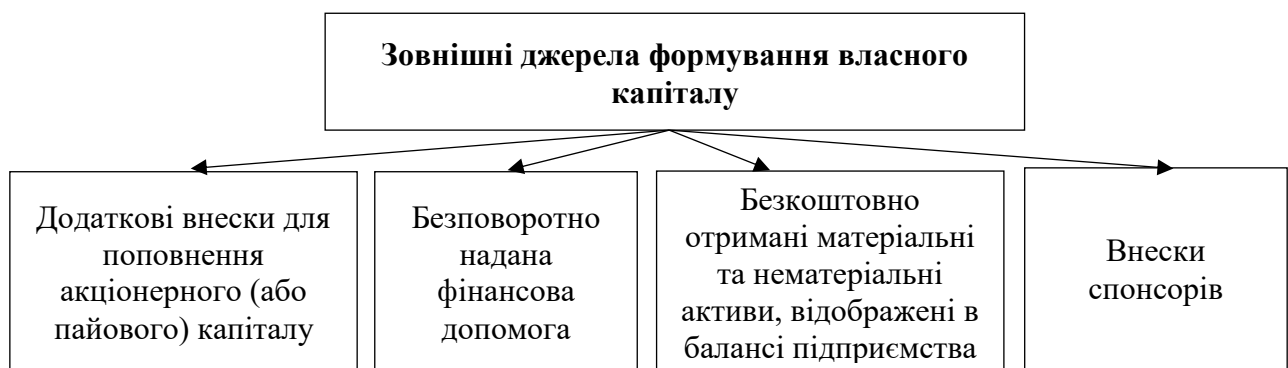 Зовнішні джерела формування власного
капіталу
Додаткові внески для
поповнення
акціонерного (або
пайового) капіталу
Безповоротно
надана
фінансова
допомога
Безкоштовно
отримані матеріальні
та нематеріальні
активи, відображені в
балансі підприємства
Внески
спонсорів